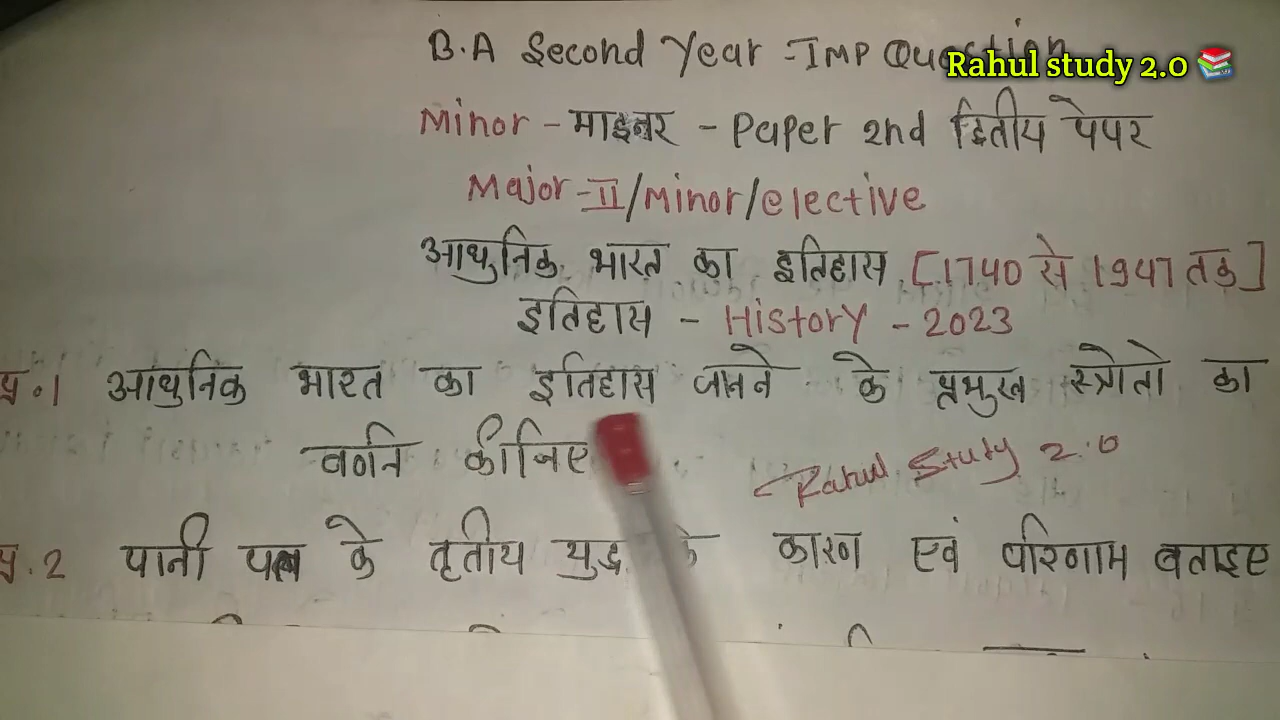 B.A Second Year - IMP Question
Rahul study 2.0
Minor - माइनर - Paper 2nd द्वितीय पेपर
Major - II/Minor/elective
आधुनिक भारत का इतिहास [1740 से 1947 तक]
इतिहास - History - 2023
प्र.1 आधुनिक भारत का इतिहास जानने के प्रमुख स्त्रोतो का
वर्णन कीजिए
Rahul Study 2.0
प्र.2 पानी पत के तृतीय युद्ध के कारण एवं परिणाम बताइए